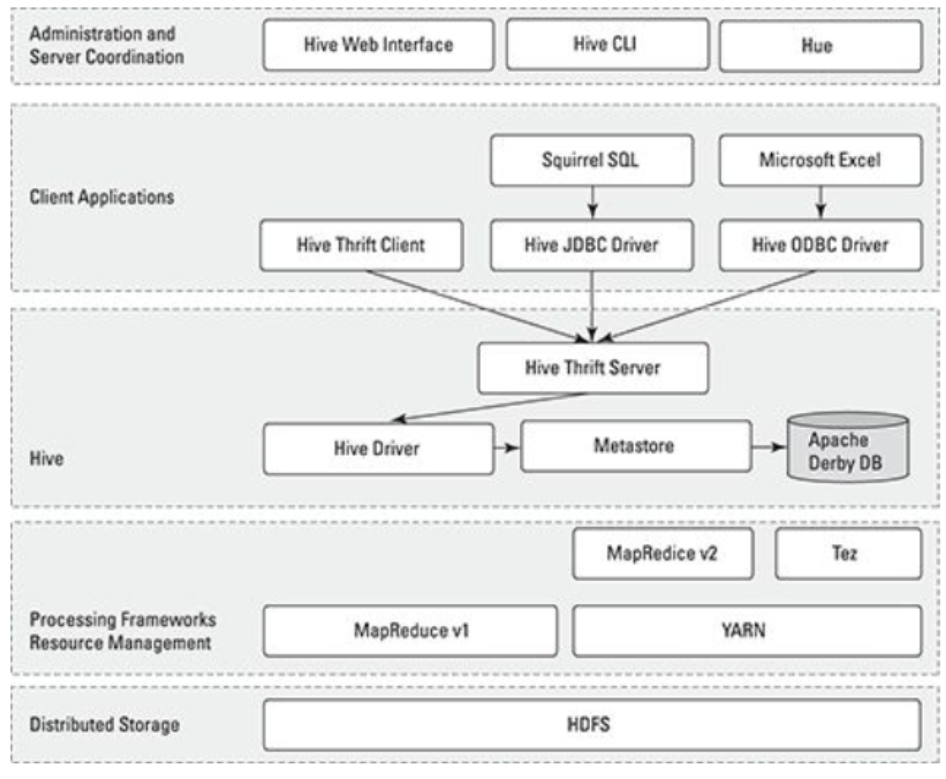 Administration and
Server Coordination
Hive Web Interface
Hive CLI
Hue
Client Applications
Squirrel SQL
Microsoft Excel
Hive Thrift Client
Hive JDBC Driver
Hive ODBC Driver
Hive
Hive Thrift Server
Hive Driver
Metastore
Apache
Derby DB
Processing Frameworks
Resource Management
MapRedice v2
Tez
MapReduce v1
YARN
Distributed Storage
HDFS